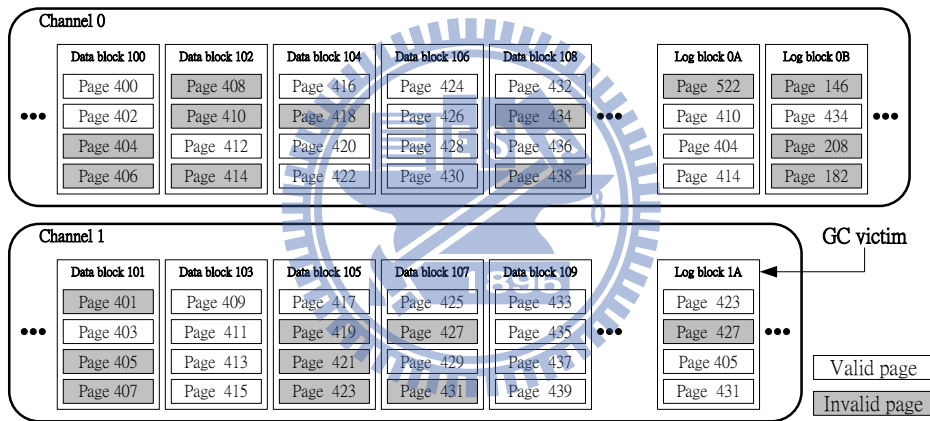 Channel 0
Data block 100 Data block 102 Data block 104 Data block 106 Data block 108 Log block 0A Log block 0B
Page 400 Page 408 Page 416 Page 424 Page 432 Page 522 Page 146
••• Page 402 Page 410 Page 418 Page 426 Page 434 ••• Page 410 Page 434 •••
Page 404 Page 412 Page 420 Page 428 Page 436 Page 404 Page 208
Page 406 Page 414 Page 422 Page 430 Page 438 Page 414 Page 182
Channel 1 GC victim
Data block 101 Data block 103 Data block 105 Data block 107 Data block 109 Log block 1A
Page 401 Page 409 Page 417 Page 425 Page 433 Page 423
••• Page 403 Page 411 Page 419 Page 427 Page 435 ••• Page 427 •••
Page 405 Page 413 Page 421 Page 429 Page 437 Page 405
Page 407 Page 415 Page 423 Page 431 Page 439 Page 431
Valid page
Invalid page
ES
1896